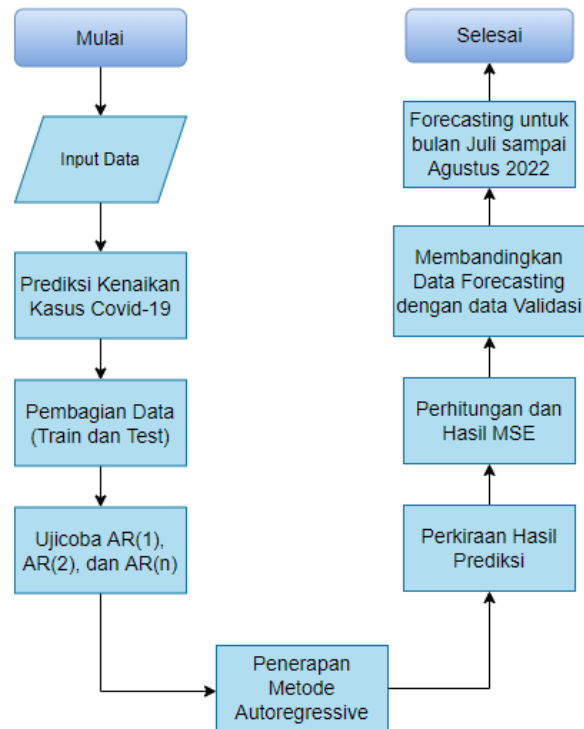 Mulai
Input Data
Prediksi Kenaikan
Kasus Covid-19
Pembagian Data
(Train dan Test)
Ujicoba AR(1),
AR(2), dan AR(n)
Penerapan
Metode
Autoregressive
Perkiraan Hasil
Prediksi
Perhitungan dan
Hasil MSE
Membandingkan
Data Forecasting
dengan data Validasi
Forecasting untuk
bulan Juli sampai
Agustus 2022
Selesai